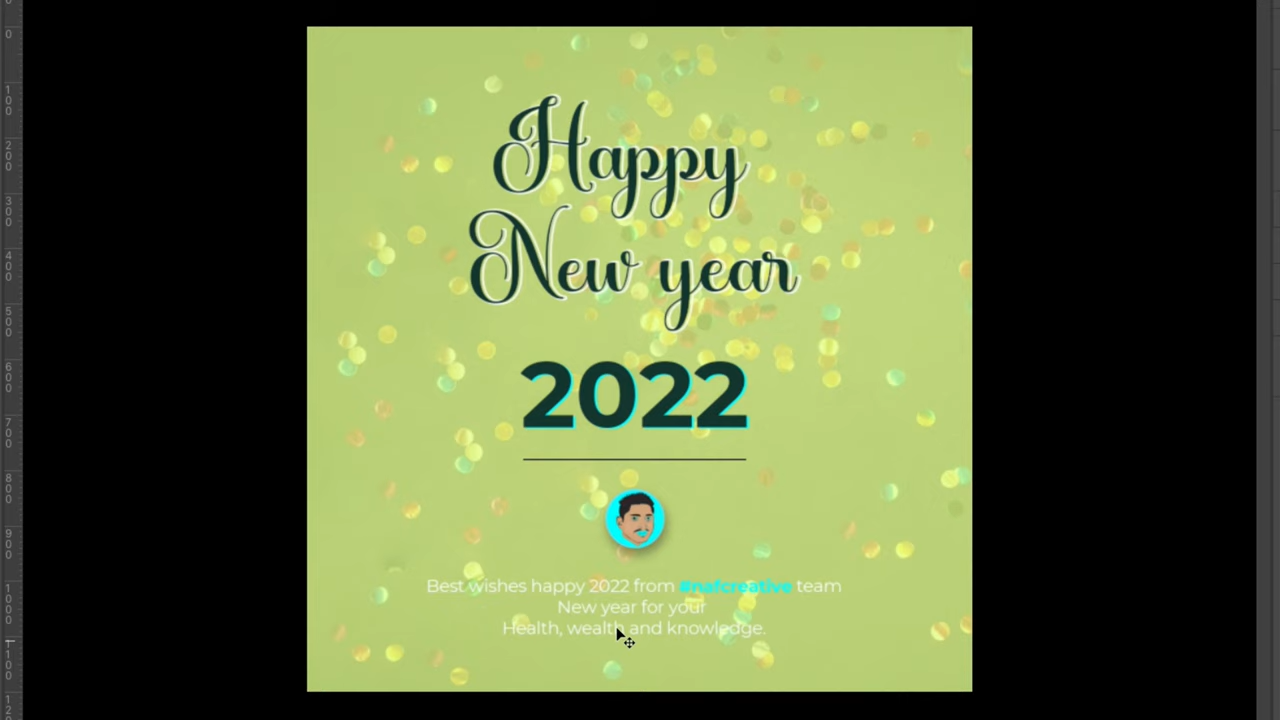 Happy
New year
2022
Best wishes happy 2022 from #nafcreative team
New year for your
Health, wealth and knowledge.